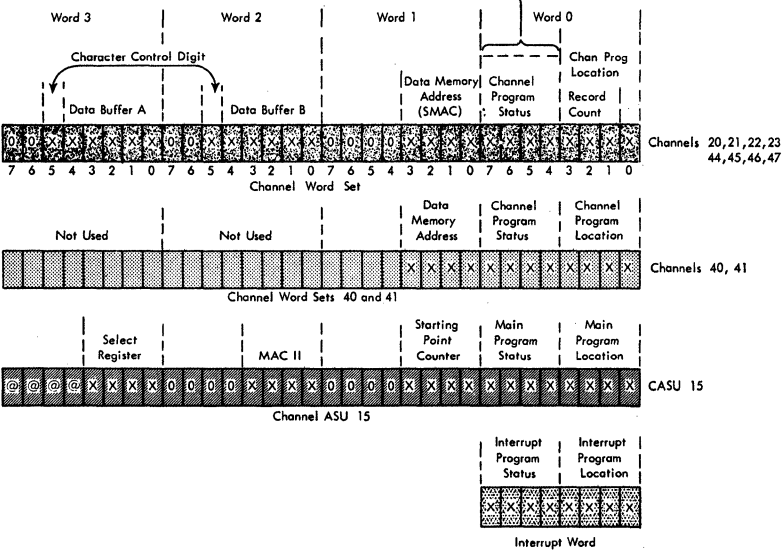 Word 3 Word 2 Word 1 Word 0
Character Control Digit
Chan Prog
Location
Data Buffer A
Data Buffer B
Data Memory
Address
(SMAC)
Channel
Program
Status
Record
Count
0 0 X X X X X X 0 0 X X X X X X 0 0 0 0 X X X X X X X X X X X X
Channels 20,21,22,23
44,45,46,47
7 6 5 4 3 2 1 0 7 6 5 4 3 2 1 0 7 6 5 4 3 2 1 0 7 6 5 4 3 2 1 0
Channel Word Set
Not Used
Not Used
Data
Memory
Address
Channel
Program
Status
Channel
Program
Location
X X X X X X X X X X X X
Channels 40, 41
Channel Word Sets 40 and 41
Select
Register
MAC II
Starting
Point
Counter
Main
Program
Status
Main
Program
Location
@ @ @ @ X X X X 0 0 0 0 X X X X 0 0 0 0 X X X X X X X X X X X X
CASU 15
Channel ASU 15
Interrupt
Program
Status
Interrupt
Program
Location
X X X X X X X X
Interrupt Word